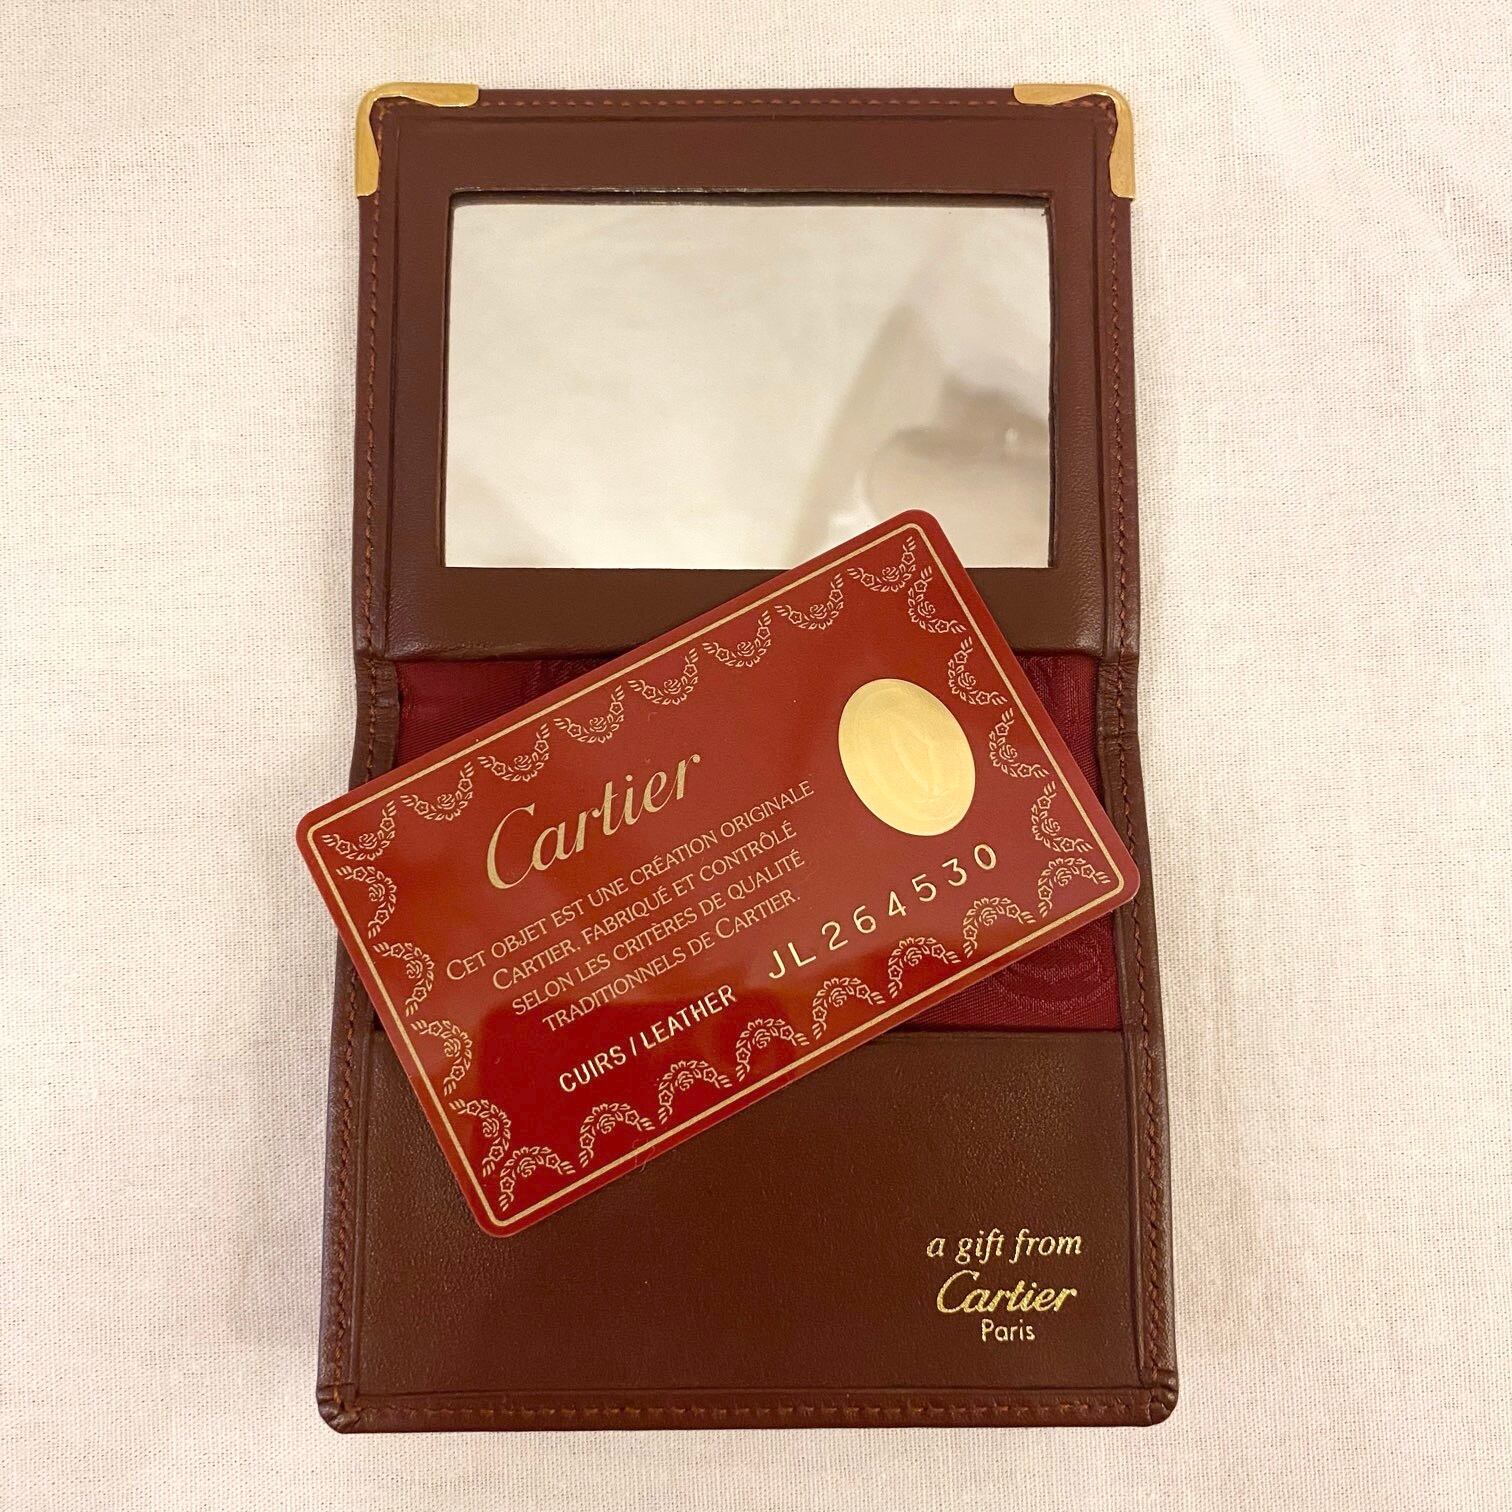 Cartier
CET OBJET EST UNE CRÉATION ORIGINALE
CARTIER, FABRIQUÉ ET CONTRÔLÉ
SELON LES CRITÈRES DE QUALITÉ
TRADITIONNELS DE CARTIER.
CUIRS / LEATHER JL264530
a gift from
Cartier
Paris